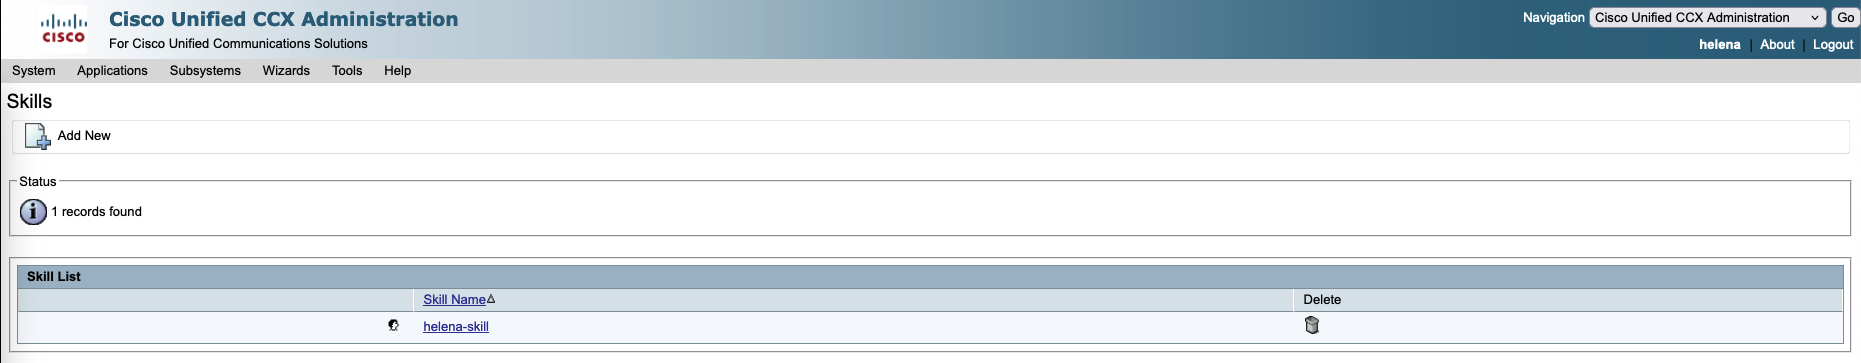 Cisco Unified CCX Administration
Navigation Cisco Unified CCX Administration Go
CISCO
For Cisco Unified Communications Solutions
helena | About | Logout
System Applications Subsystems Wizards Tools Help
Skills
Add New
Status
1 records found
Skill List
Skill Name Delete
helena-skill